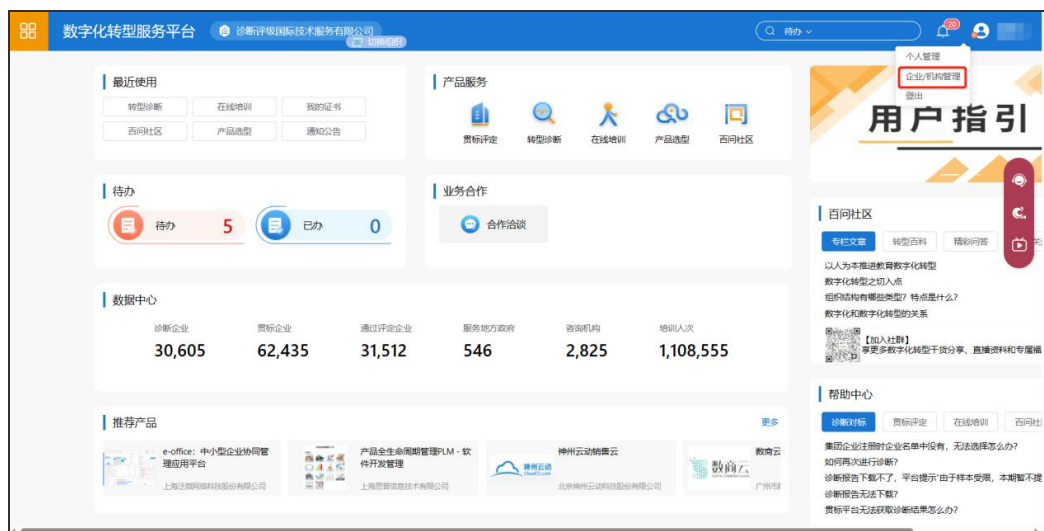 数字化转型服务平台
诊断评级国际技术服务有限公司
切换组织
待办
20
个人管理
企业/机构管理
登出
最近使用
转型诊断 在线培训 我的证书
百问社区 产品选型 通知公告
产品服务
贯标评定 转型诊断 在线培训 产品选型 百问社区
用户指引
待办
待办 5 已办 0
业务合作
合作洽谈
百问社区
专栏文章 转型百科 精彩问答
以人为本推进教育数字化转型
数字化转型之切入点
组织结构有哪些类型?特点是什么?
数字化和数字化转型的关系
【加入社群】
享更多数字化转型干货分享、直播资料和专属福
数据中心
诊断企业 贯标企业 通过评定企业 服务地方政府 咨询机构 培训人次
30,605 62,435 31,512 546 2,825 1,108,555
帮助中心
诊断对标 贯标评定 在线培训 百问社
集团企业注册时企业名单中没有,无法选择怎么办?
如何再次进行诊断?
诊断报告下载不了,平台提示“由于样本受限,本期暂不提
诊断报告无法下载?
贯标平台无法获取诊断结果怎么办?
推荐产品
更多
e-office:中小型企业协同管理应用平台
上海泛微网络科技股份有限公司
产品全生命周期管理PLM - 软件开发管理
上海思普信息技术有限公司
神州云动
CloudCC.com
神州云动销售云
北京神州云动科技股份有限公司
数商云
数商云
广州市